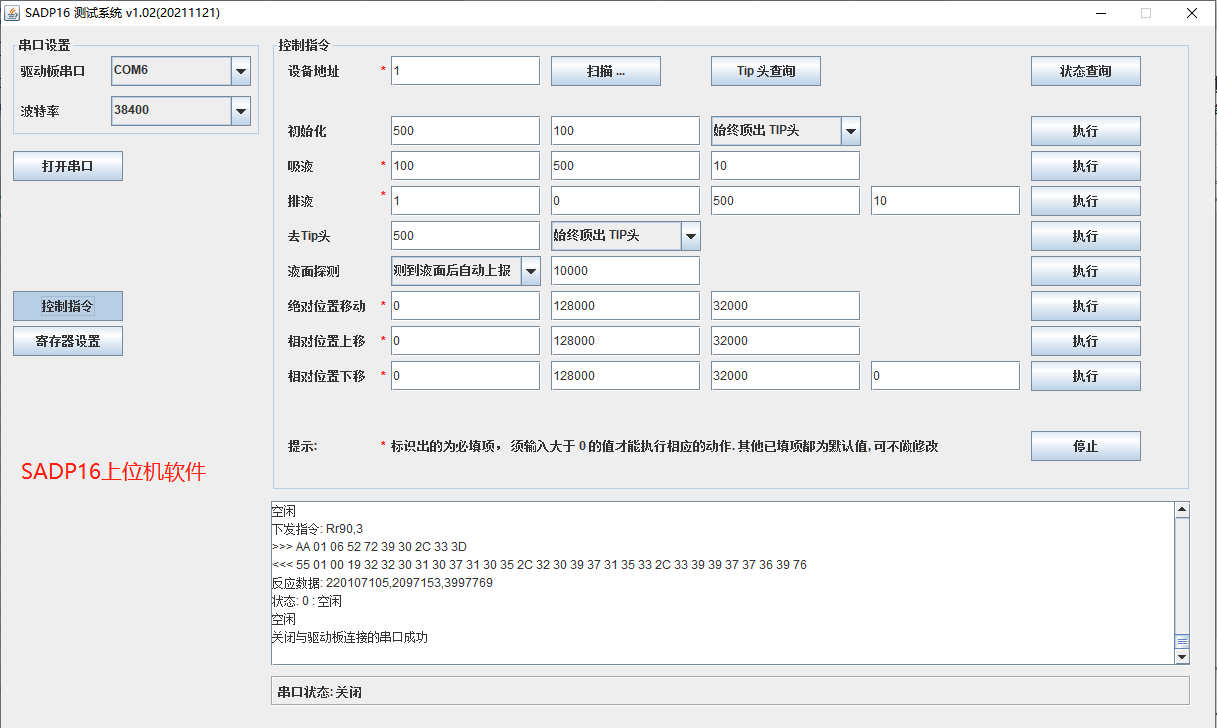 SADP16 测试系统 v1.02(20211121)
串口设置
驱动板串口 COM6
波特率 38400
打开串口
控制指令
寄存器设置
SADP16上位机软件
控制指令
设备地址 * 1 扫描 ... Tip 头查询 状态查询
初始化 500 100 始终顶出 TIP头 执行
吸液 * 100 500 10 执行
排液 * 1 0 500 10 执行
去Tip头 500 始终顶出 TIP头 执行
液面探测 测到液面后自动上报 10000 执行
绝对位置移动 * 0 128000 32000 执行
相对位置上移 * 0 128000 32000 执行
相对位置下移 * 0 128000 32000 0 执行
提示: * 标识出的为必填项，须输入大于 0 的值才能执行相应的动作.其他已填项都为默认值,可不做修改 停止
空闲
下发指令: Rr90,3
>>> AA 01 06 52 72 39 30 2C 33 3D
<<< 55 01 00 19 32 32 30 31 30 37 31 30 35 2C 32 30 39 37 31 35 33 2C 33 39 39 37 37 36 39 76
反应数据: 220107105,2097153,3997769
状态: 0 : 空闲
空闲
关闭与驱动板连接的串口成功
串口状态: 关闭